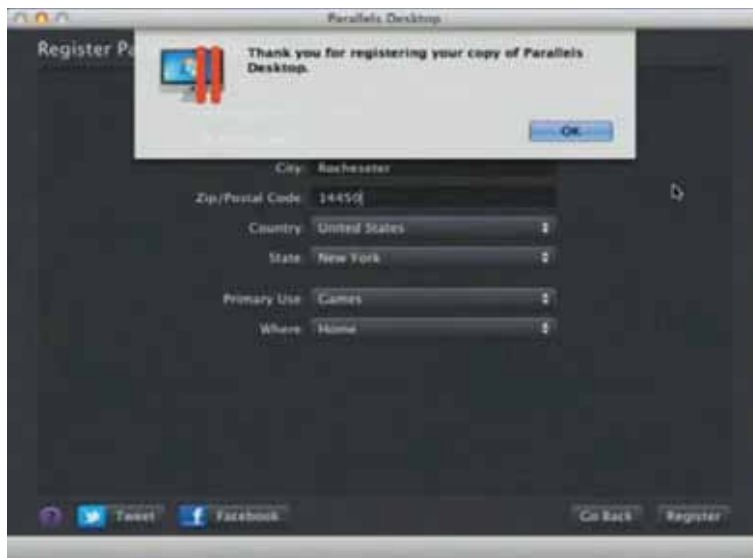 Parallels Desktop
Register Pa
Thank you for registering your copy of Parallels
Desktop.
OK
City: Rocheseter
Zip/Postal Code: 14450
Country: United States
State: New York
Primary Use: Games
Where: Home
?
Tweet
f Facebook
Go Back
Register